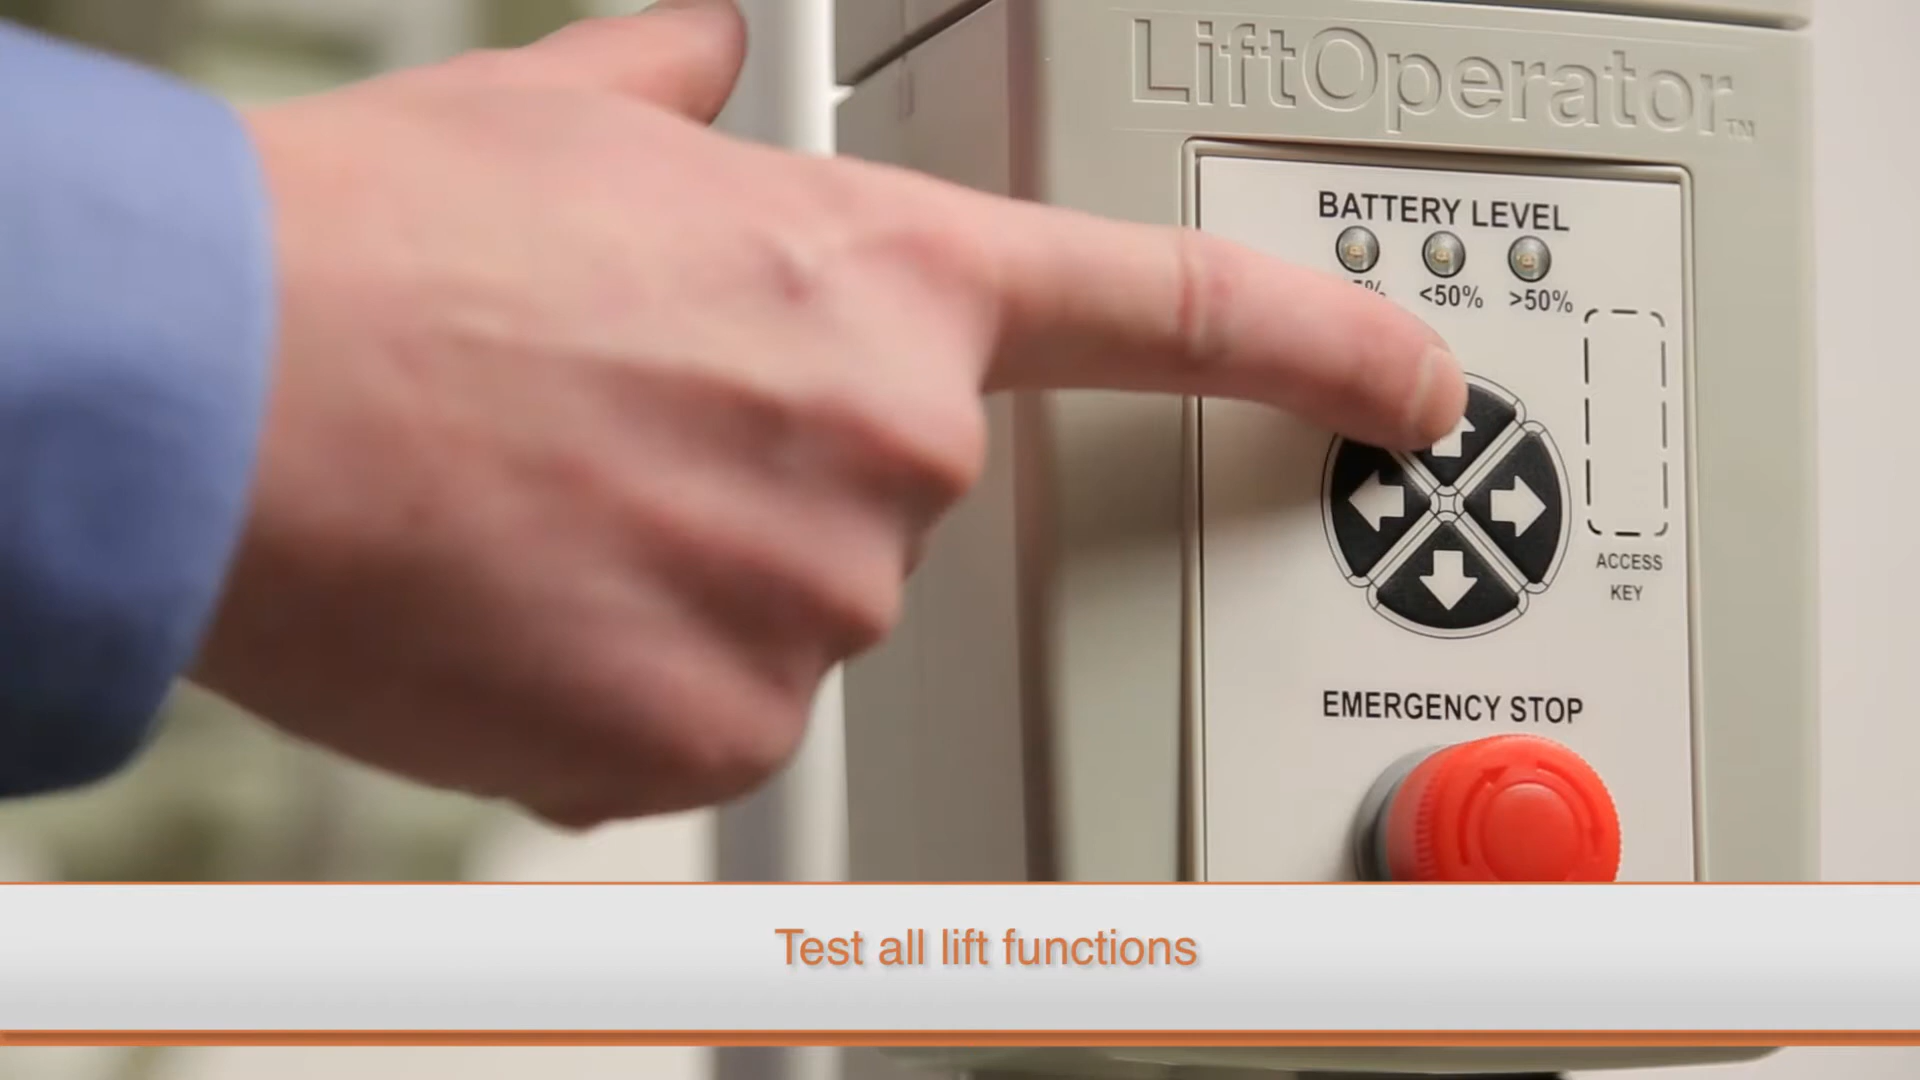 LiftOperator™
BATTERY LEVEL
<50% >50%
ACCESS
KEY
EMERGENCY STOP
Test all lift functions